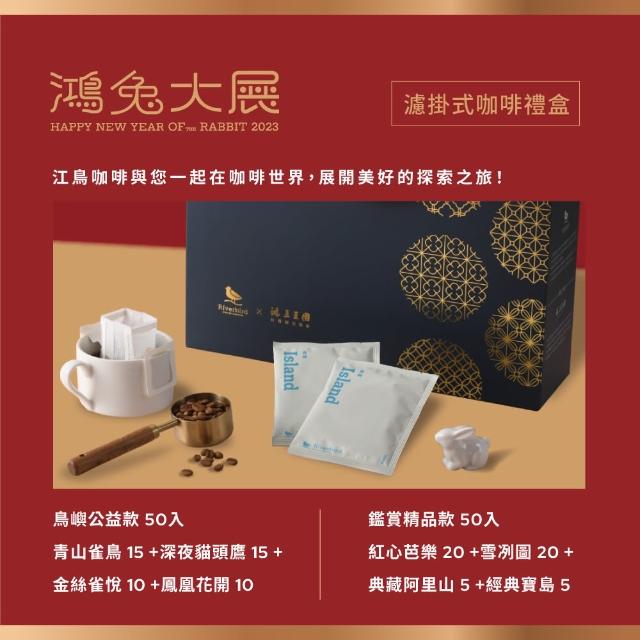 鴻兔大展
HAPPY NEW YEAR OF THE RABBIT 2023
濾掛式咖啡禮盒
江鳥咖啡與您一起在咖啡世界,展開美好的探索之旅!
Riverbird
×
Island
Island
Riverbird
鳥嶼公益款 50入
青山雀鳥 15 +深夜貓頭鷹 15 +
金絲雀悅 10 +鳳凰花開 10
鑑賞精品款 50入
紅心芭樂 20 +雪冽圖 20 +
典藏阿里山 5 +經典寶島 5